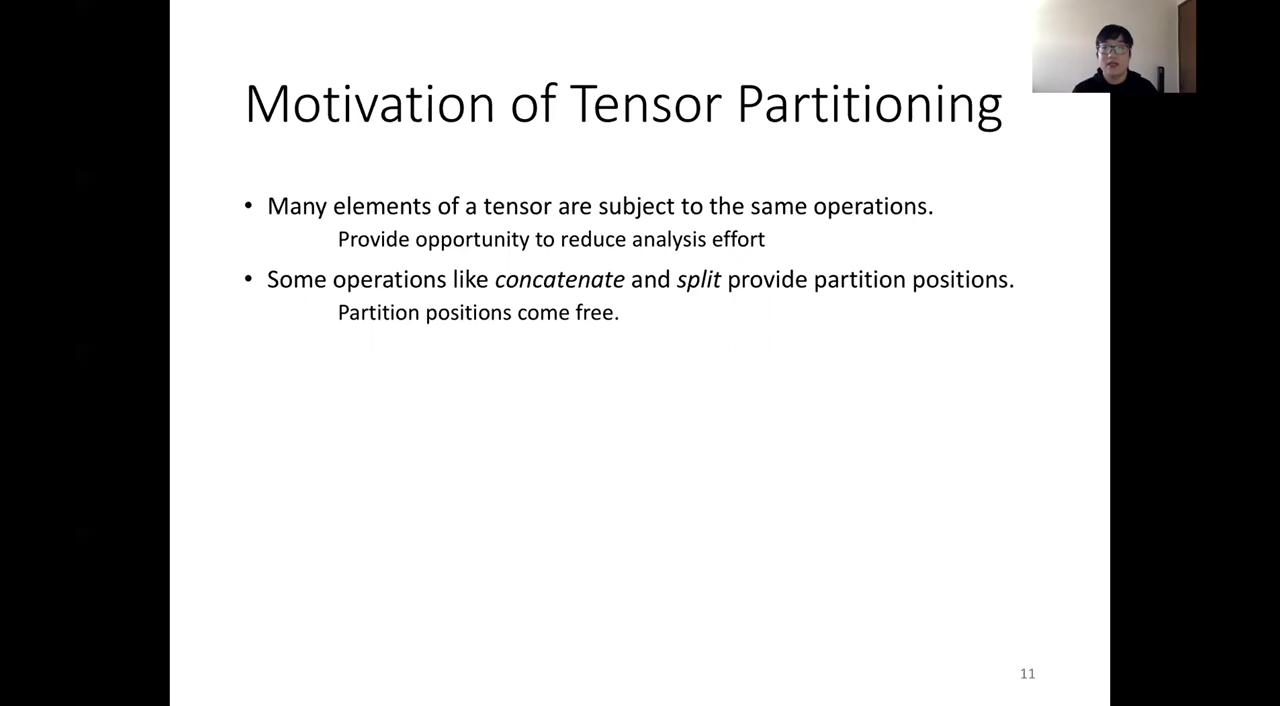 Motivation of Tensor Partitioning
• Many elements of a tensor are subject to the same operations.
Provide opportunity to reduce analysis effort
• Some operations like concatenate and split provide partition positions.
Partition positions come free.
11